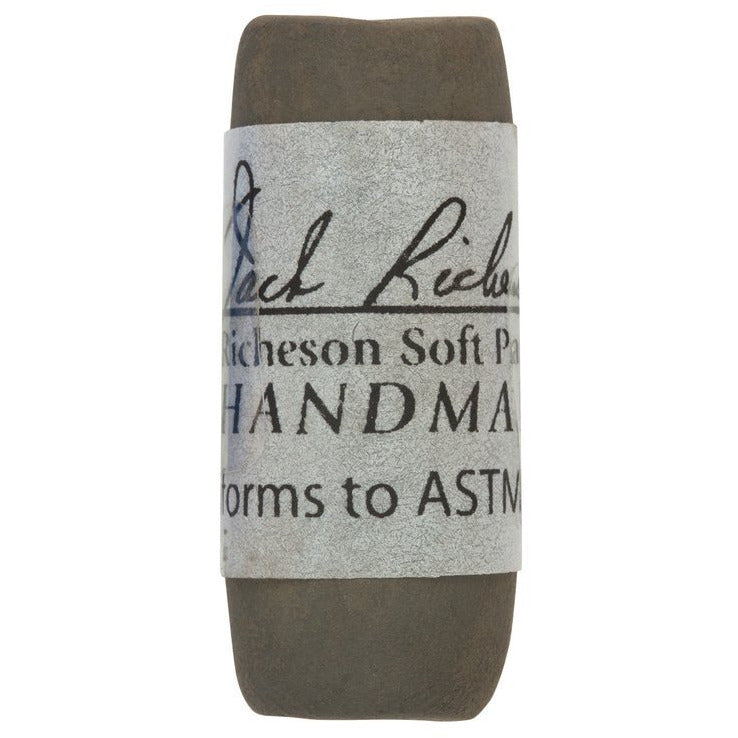 Jack Riches
Richeson Soft Pa
HANDMA
forms to ASTM